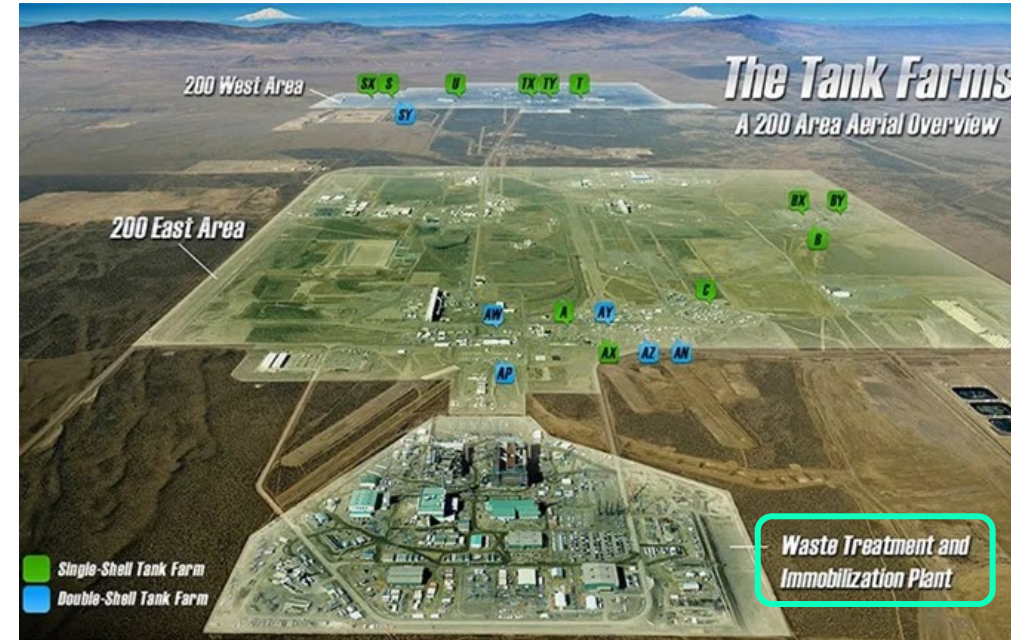 The Tank Farms
A 200 Area Aerial Overview
200 West Area
SX
S
U
TX
TY
T
SY
200 East Area
BX
BY
B
C
AW
A
AY
AX
AZ
AN
AP
Waste Treatment and
Immobilization Plant
Single-Shell Tank Farm
Double-Shell Tank Farm